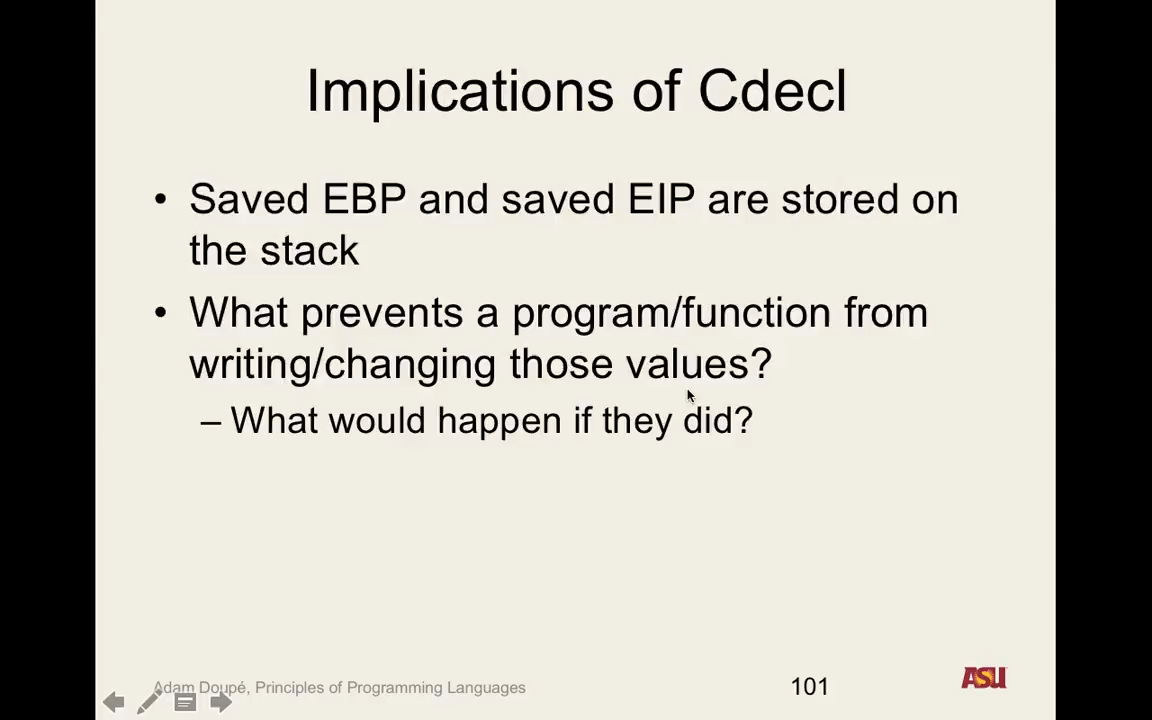 Implications of Cdecl
• Saved EBP and saved EIP are stored on
the stack
• What prevents a program/function from
writing/changing those values?
– What would happen if they did?
Adam Doupé, Principles of Programming Languages
101
ASU